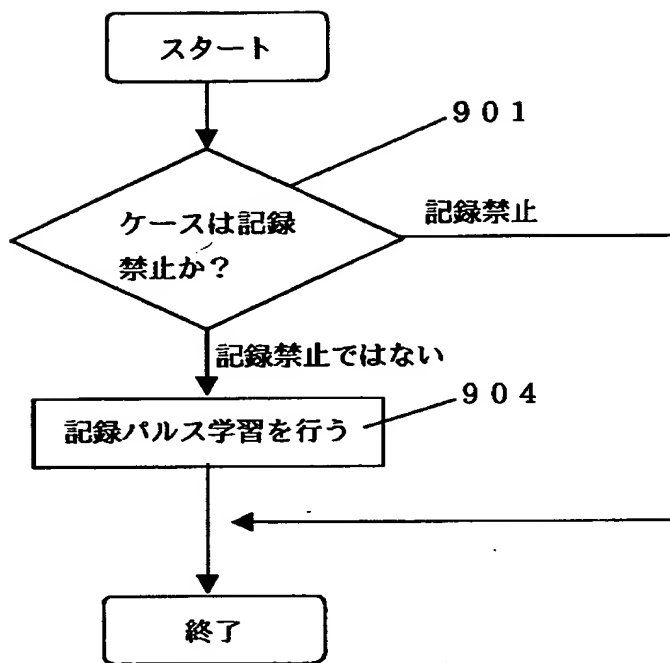 スタート
９０１
ケースは記録
禁止か？
記録禁止
記録禁止ではない
９０４
記録パルス学習を行う
終了